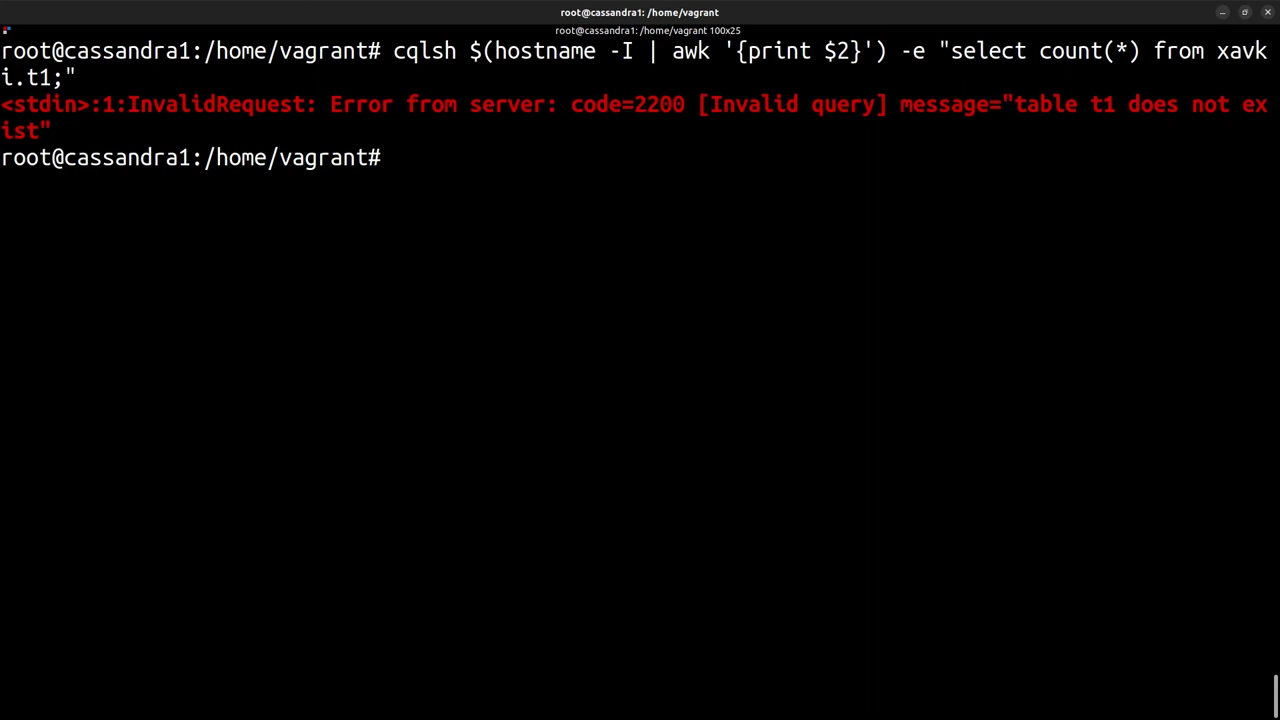 root@cassandra1: /home/vagrant
root@cassandra1: /home/vagrant 100x25
root@cassandra1:/home/vagrant# cqlsh $(hostname -I | awk '{print $2}') -e "select count(*) from xavk
i.t1;"
<stdin>:1:InvalidRequest: Error from server: code=2200 [Invalid query] message="table t1 does not ex
ist"
root@cassandra1:/home/vagrant#